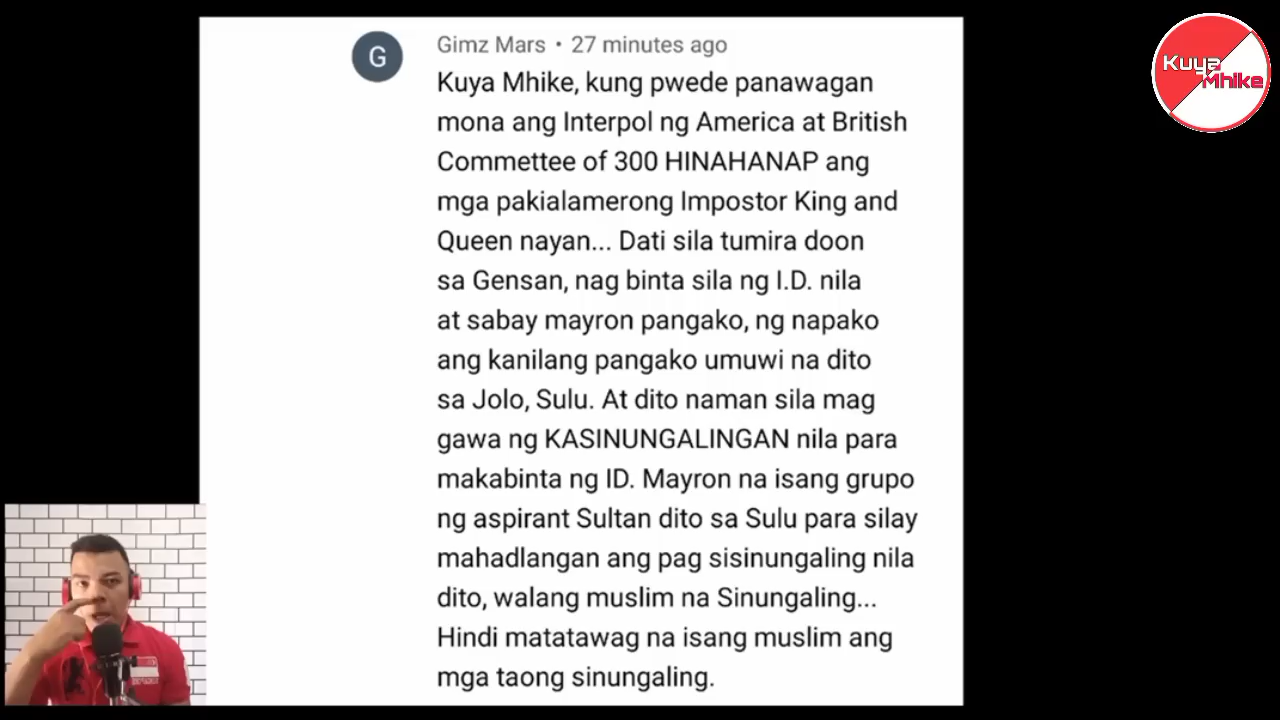 Gimz Mars • 27 minutes ago
G
Kuya Mhike, kung pwede panawagan
mona ang Interpol ng America at British
Commettee of 300 HINAHANAP ang
mga pakialamerong Impostor King and
Queen nayan... Dati sila tumira doon
sa Gensan, nag binta sila ng I.D. nila
at sabay mayron pangako, ng napako
ang kanilang pangako umuwi na dito
sa Jolo, Sulu. At dito naman sila mag
gawa ng KASINUNGALINGAN nila para
makabinta ng ID. Mayron na isang grupo
ng aspirant Sultan dito sa Sulu para silay
mahadlangan ang pag sisinungaling nila
dito, walang muslim na Sinungaling...
Hindi matatawag na isang muslim ang
mga taong sinungaling.
Kuya
Mhike